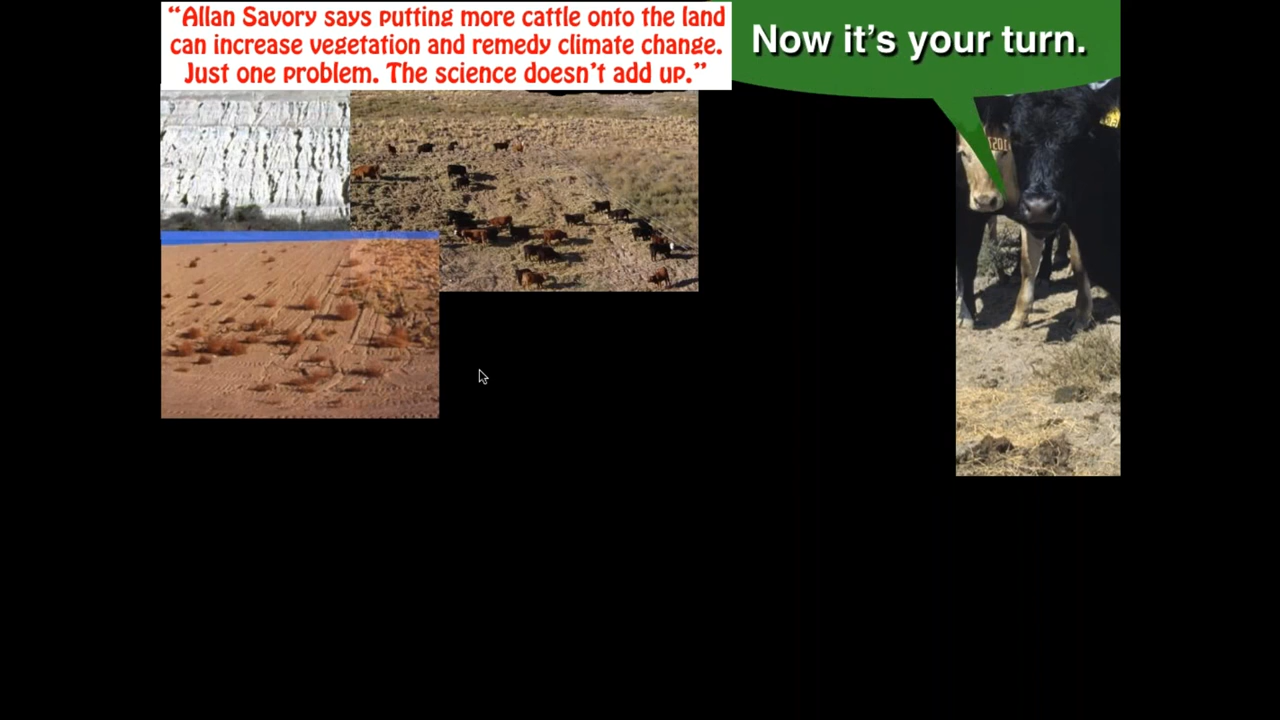 “Allan Savory says putting more cattle onto the land
can increase vegetation and remedy climate change.
Just one problem. The science doesn’t add up.”
Now it’s your turn.